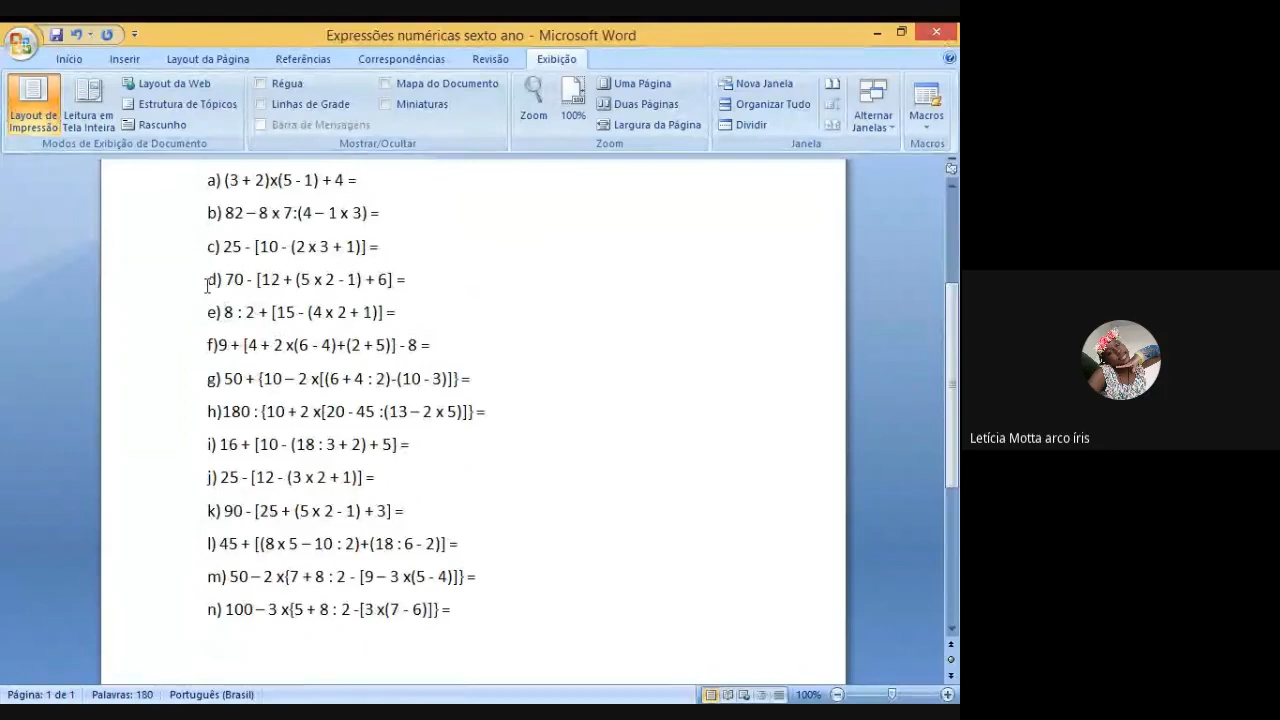 Expressões numéricas sexto ano - Microsoft Word
Início Inserir Layout da Página Referências Correspondências Revisão Exibição
Layout de Impressão
Leitura em Tela Inteira
Layout da Web
Estrutura de Tópicos
Rascunho
Modos de Exibição de Documento
Régua
Linhas de Grade
Barra de Mensagens
Mapa do Documento
Miniaturas
Mostrar/Ocultar
Zoom
100%
Uma Página
Duas Páginas
Largura da Página
Zoom
Nova Janela
Organizar Tudo
Dividir
Alternar Janelas
Janela
Macros
Macros
a) (3 + 2)x(5 - 1) + 4 =
b) 82 – 8 x 7:(4 – 1 x 3) =
c) 25 - [10 - (2 x 3 + 1)] =
d) 70 - [12 + (5 x 2 - 1) + 6] =
e) 8 : 2 + [15 - (4 x 2 + 1)] =
f)9 + [4 + 2 x(6 - 4)+(2 + 5)] - 8 =
g) 50 + {10 – 2 x[(6 + 4 : 2)-(10 - 3)]} =
h)180 : {10 + 2 x[20 - 45 :(13 – 2 x 5)]} =
i) 16 + [10 - (18 : 3 + 2) + 5] =
j) 25 - [12 - (3 x 2 + 1)] =
k) 90 - [25 + (5 x 2 - 1) + 3] =
l) 45 + [(8 x 5 – 10 : 2)+(18 : 6 - 2)] =
m) 50 – 2 x{7 + 8 : 2 - [9 – 3 x(5 - 4)]} =
n) 100 – 3 x{5 + 8 : 2 -[3 x(7 - 6)]} =
Letícia Motta arco íris
Página: 1 de 1 Palavras: 180 Português (Brasil) 100%